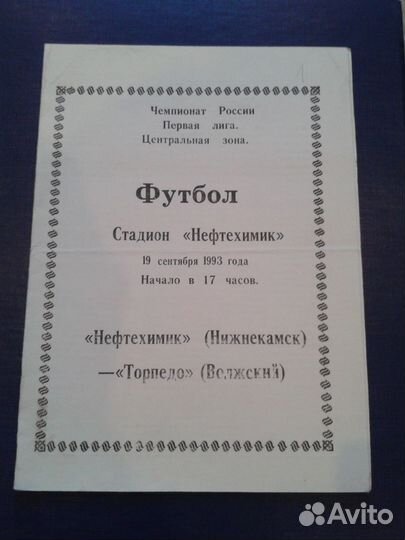 1
Чемпионат России
Первая лига.
Центральная зона.
Футбол
Стадион «Нефтехимик»
19 сентября 1993 года
Начало в 17 часов.
«Нефтехимик» (Нижнекамск)
—«Торпедо» (Волжский)
Avito